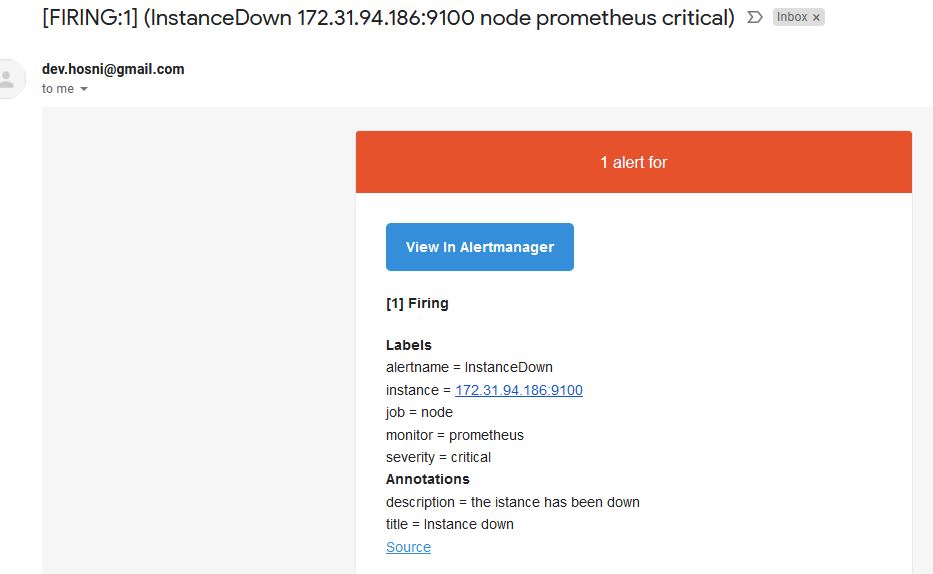 [FIRING:1] (InstanceDown 172.31.94.186:9100 node prometheus critical) Inbox ×
dev.hosni@gmail.com
to me
1 alert for
View In Alertmanager
[1] Firing
Labels
alertname = InstanceDown
instance = 172.31.94.186:9100
job = node
monitor = prometheus
severity = critical
Annotations
description = the istance has been down
title = Instance down
Source